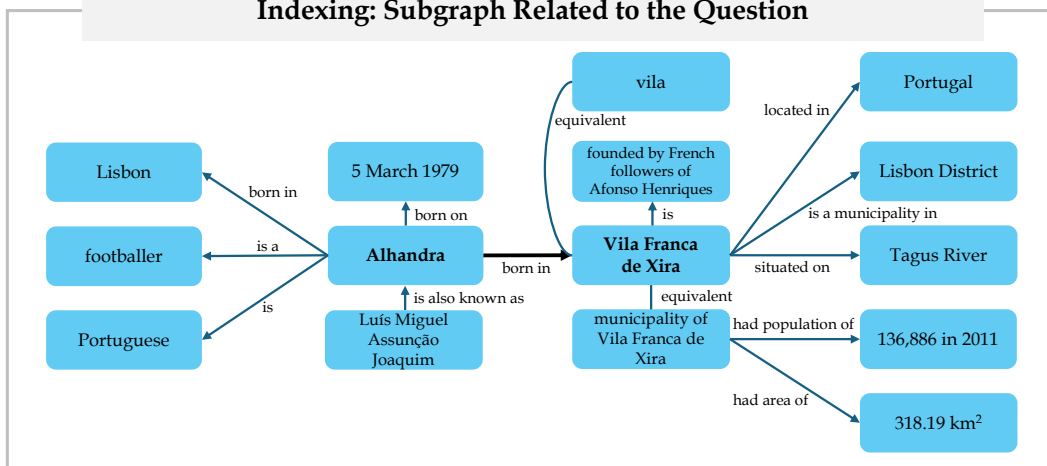 Indexing: Subgraph Related to the Question
vila
Portugal
located in
equivalent
Lisbon
5 March 1979
founded by French
followers of
Afonso Henriques
Lisbon District
born in
born on
is
is a municipality in
footballer
is a
Alhandra
born in
Vila Franca
de Xira
situated on
Tagus River
is
is also known as
equivalent
Portuguese
Luís Miguel
Assunção
Joaquim
municipality of
Vila Franca de
Xira
had population of
136,886 in 2011
had area of
318.19 km²